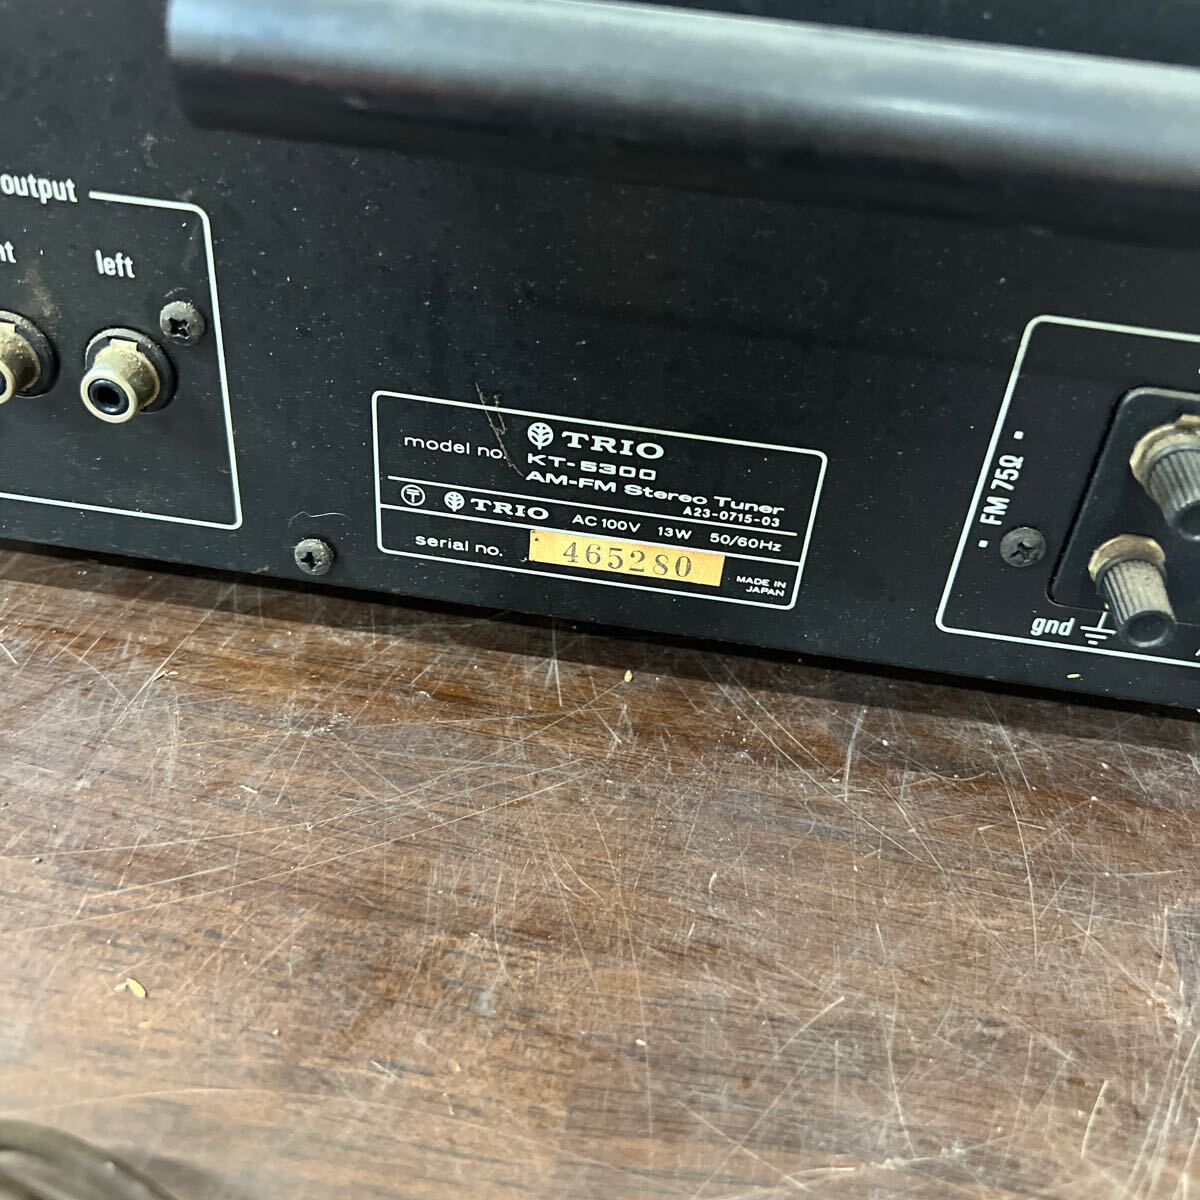 output
left
model no.
TRIO
KT-5300
AM-FM Stereo Tuner
A23-0715-03
TRIO
AC 100V 13W 50/60Hz
serial no.
465280
MADE IN
JAPAN
FM 75Ω
gnd